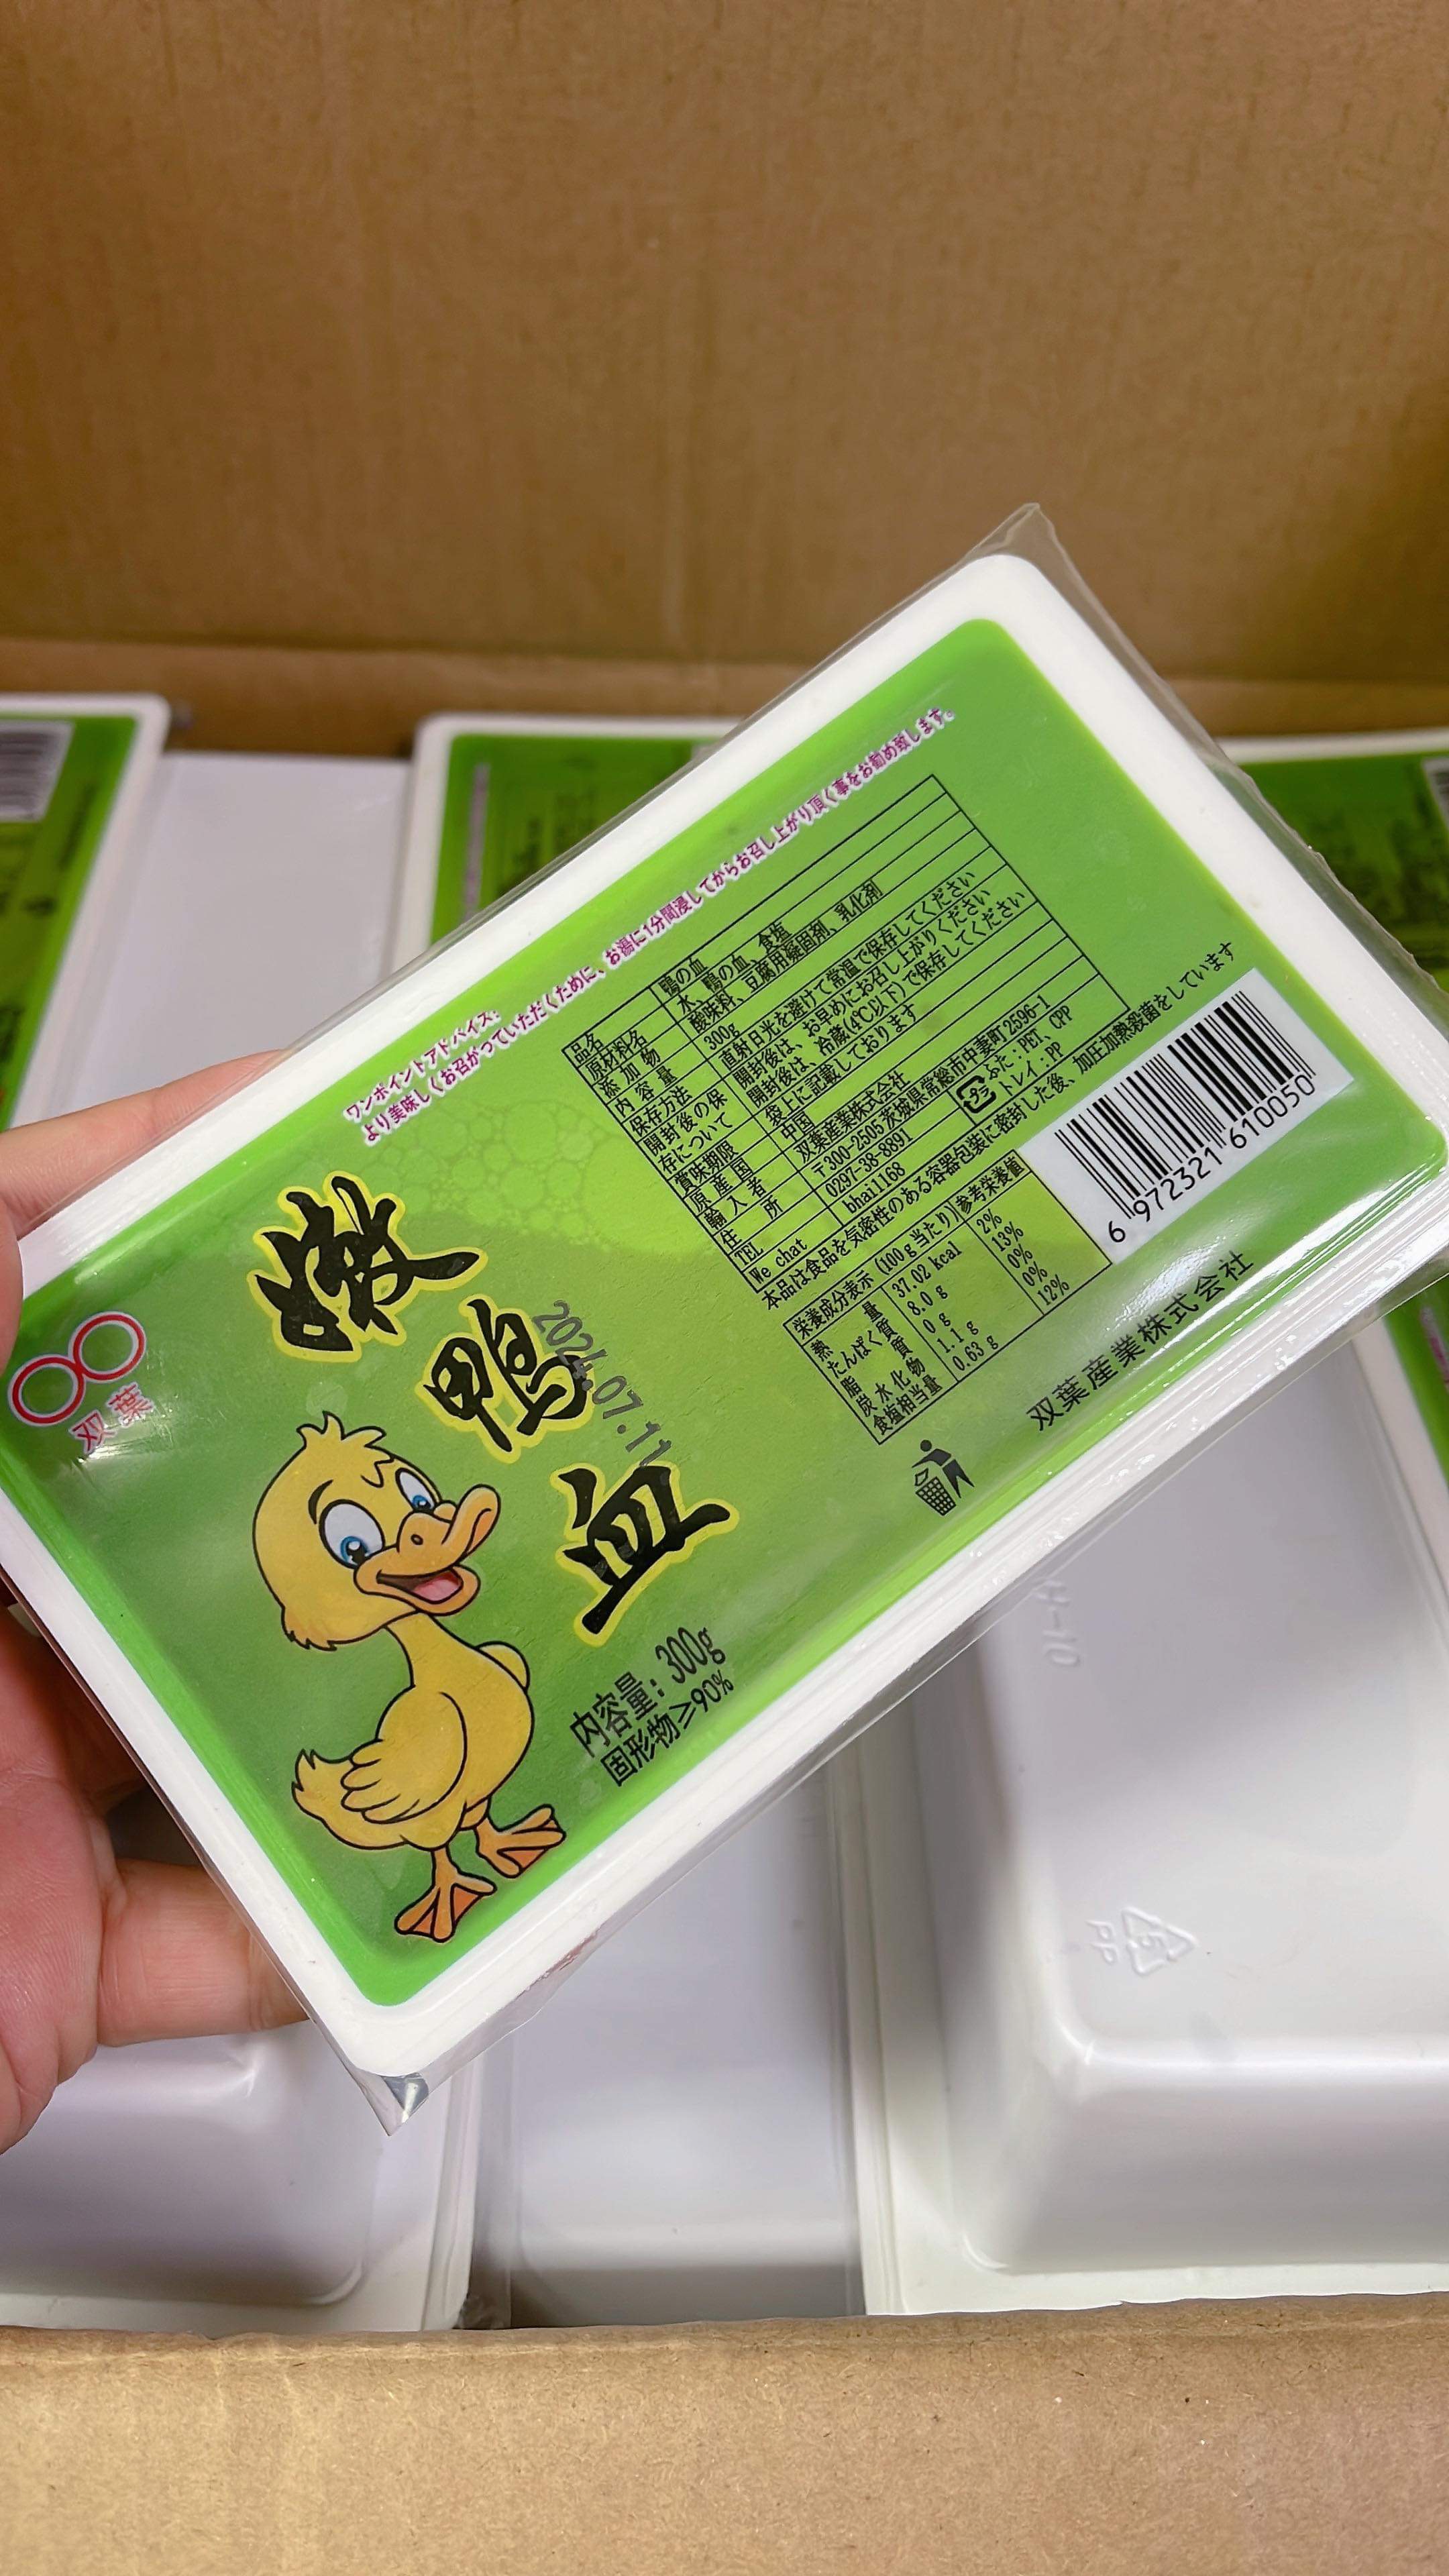 ワンポイントアドバイス:
より美味しくお召がっていただくために、お湯に1分間浸してからお召し上がり頂く事をお勧め致します。
双葉
嗳鸭血
2024.07.11
内容量: 300g
固形物≥90%
品名 鴨の血
原材料名 水、鴨の血、食塩
添加物 酸味料、豆腐用凝固剤、乳化剤
内容量 300g
保存方法 直射日光を避けて常温で保存してください
開封後の保存について 開封後は、お早めにお召し上がりください
開封後は、冷蔵(4℃以下)で保存してください
賞味期限 袋上に記載しております
原産国 中国
輸入者 双葉産業株式会社
住所 〒300-2505 茨城県常総市中妻町2596-1
TEL 0297-38-8891
We chat bhai1168
プラ ふた:PET、CPP
トレイ:PP
本品は食品を気密性のある容器包装に密封した後、加圧加熱殺菌をしています
栄養成分表示 (100g当たり) 参考栄養値
熱量 37.02 kcal 2%
たんぱく質 8.0 g 13%
脂質 0 g 0%
炭水化物 1.1 g 0%
食塩相当量 0.63 g 12%
6 972321 610050
双葉産業株式会社
H-10
5
PP